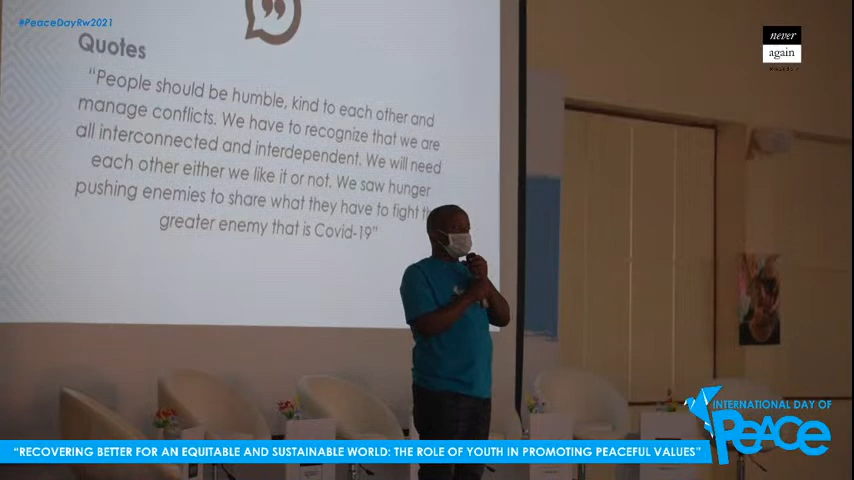 #PeaceDayRw2021
never
again
Quotes
“People should be humble, kind to each other and
manage conflicts. We have to recognize that we are
all interconnected and interdependent. We will need
each other either we like it or not. We saw hunger
pushing enemies to share what they have to fight
greater enemy that is Covid-19”
INTERNATIONAL DAY OF
PEACE
“RECOVERING BETTER FOR AN EQUITABLE AND SUSTAINABLE WORLD: THE ROLE OF YOUTH IN PROMOTING PEACEFUL VALUES”